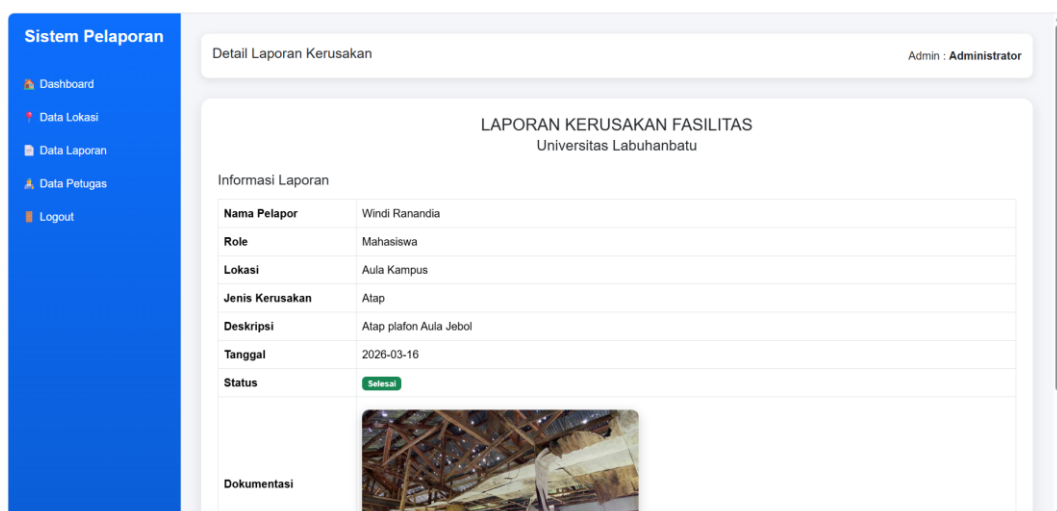 Sistem Pelaporan
Dashboard
Data Lokasi
Data Laporan
Data Petugas
Logout
Detail Laporan Kerusakan
Admin : Administrator
LAPORAN KERUSAKAN FASILITAS
Universitas Labuhanbatu
Informasi Laporan
Nama Pelapor Windi Ranandia
Role Mahasiswa
Lokasi Aula Kampus
Jenis Kerusakan Atap
Deskripsi Atap plafon Aula Jebol
Tanggal 2026-03-16
Status Selesai
Dokumentasi